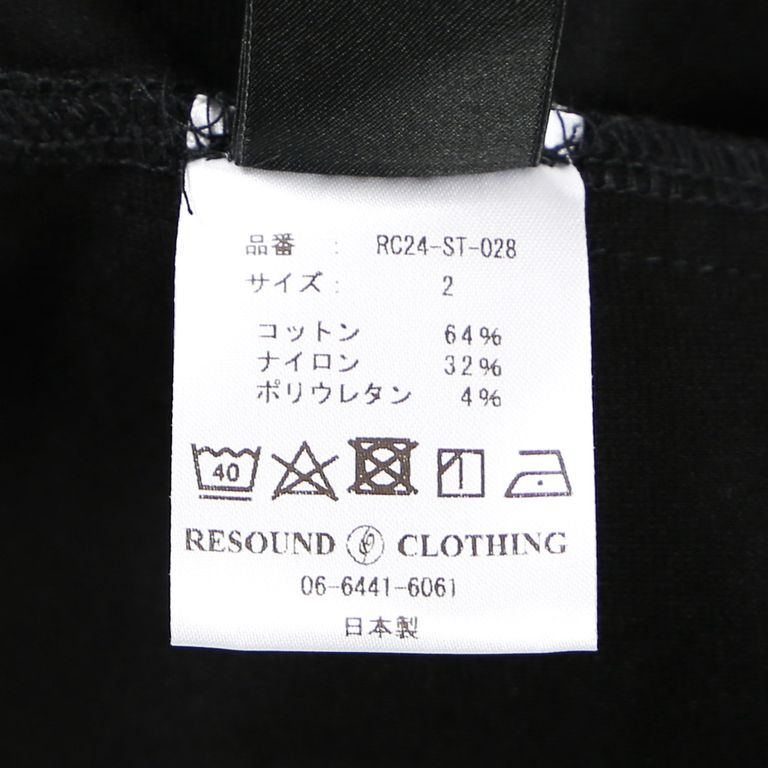 品番 : RC24-ST-028
サイズ: 2
コットン 64%
ナイロン 32%
ポリウレタン 4%
40
RESOUND CLOTHING
06-6441-6061
日本製